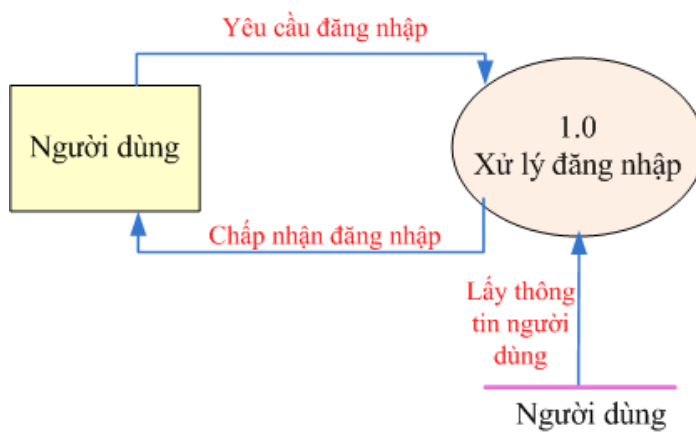 Yêu cầu đăng nhập
Người dùng
1.0
Xử lý đăng nhập
Chấp nhận đăng nhập
Lấy thông
tin người
dùng
Người dùng